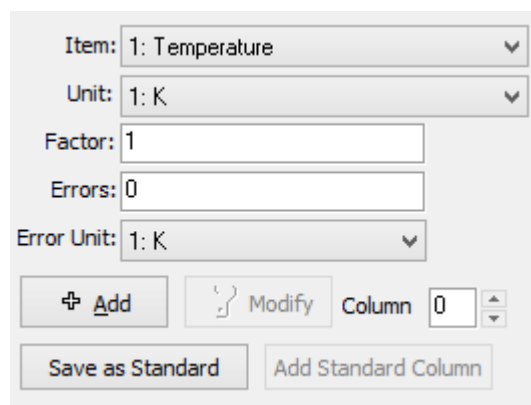 Item: 1: Temperature
Unit: 1: K
Factor: 1
Errors: 0
Error Unit: 1: K
Add Modify Column 0
Save as Standard Add Standard Column